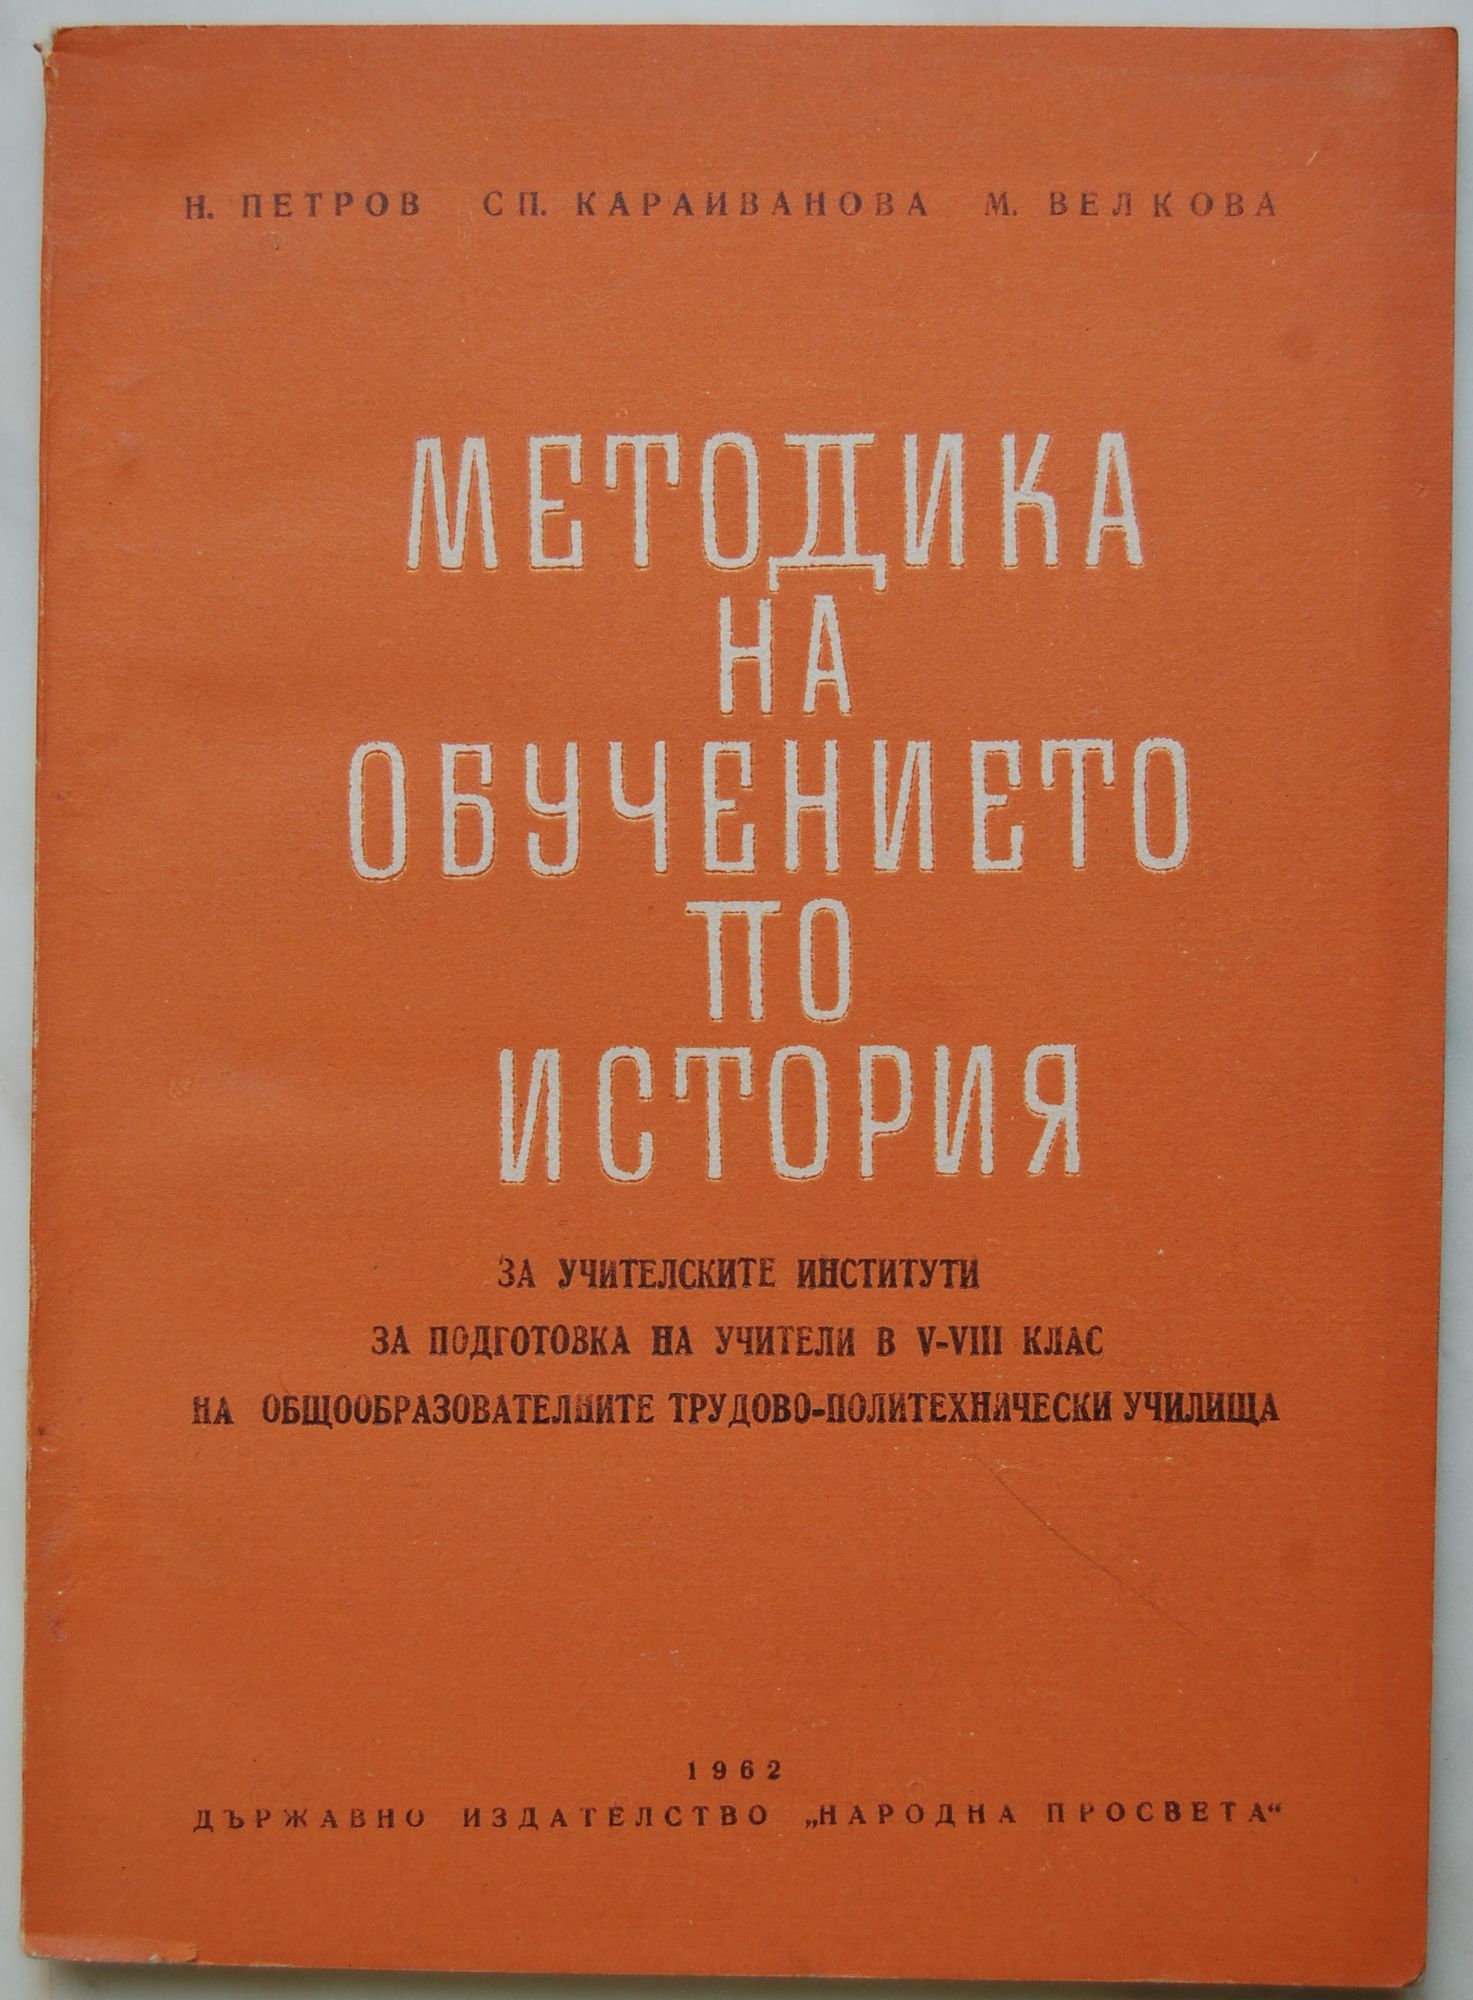 Н. ПЕТРОВ СП. КАРАИВАНОВА М. ВЕЛКОВА
МЕТОДИКА
НА
ОБУЧЕНИЕТО
ПО
ИСТОРИЯ
ЗА УЧИТЕЛСКИТЕ ИНСТИТУТИ
ЗА ПОДГОТОВКА НА УЧИТЕЛИ В V-VIII КЛАС
НА ОБЩООБРАЗОВАТЕЛНИТЕ ТРУДОВО-ПОЛИТЕХНИЧЕСКИ УЧИЛИЩА
1962
ДЪРЖАВНО ИЗДАТЕЛСТВО „НАРОДНА ПРОСВЕТА“